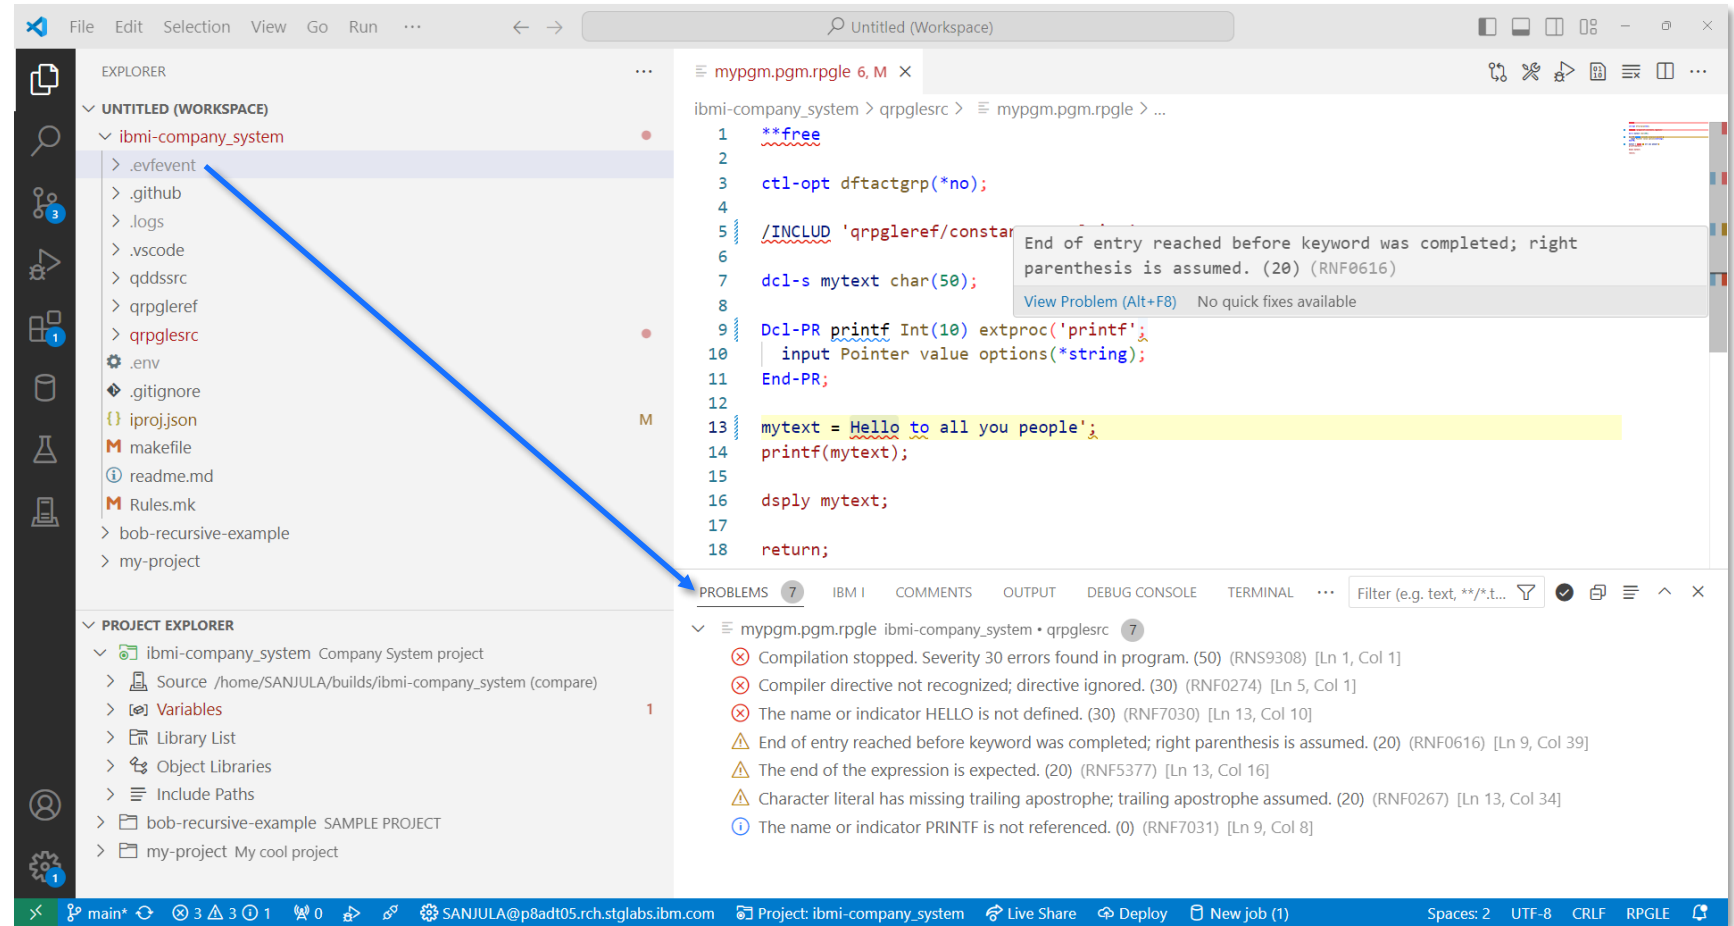 File Edit Selection View Go Run ··· Untitled (Workspace)
EXPLORER
UNTITLED (WORKSPACE)
ibmi-company_system
.evfevent
.github
.logs
.vscode
qddssrc
qrpgleref
qrpglesrc
.env
.gitignore
iproj.json M
makefile
readme.md
Rules.mk
bob-recursive-example
my-project
PROJECT EXPLORER
ibmi-company_system Company System project
Source /home/SANJULA/builds/ibmi-company_system (compare)
Variables 1
Library List
Object Libraries
Include Paths
bob-recursive-example SAMPLE PROJECT
my-project My cool project
3
1
1
mypgm.pgm.rpgle 6, M
ibmi-company_system > qrpglesrc > mypgm.pgm.rpgle > ...
1 **free
2
3 ctl-opt dftactgrp(*no);
4
5 /INCLUD 'qrpgleref/constan
6
7 dcl-s mytext char(50);
8
9 Dcl-PR printf Int(10) extproc('printf';
10 input Pointer value options(*string);
11 End-PR;
12
13 mytext = Hello to all you people';
14 printf(mytext);
15
16 dsply mytext;
17
18 return;
End of entry reached before keyword was completed; right
parenthesis is assumed. (20) (RNF0616)
View Problem (Alt+F8) No quick fixes available
PROBLEMS 7 IBM I COMMENTS OUTPUT DEBUG CONSOLE TERMINAL ··· Filter (e.g. text, **/*.t...
mypgm.pgm.rpgle ibmi-company_system • qrpglesrc 7
Compilation stopped. Severity 30 errors found in program. (50) (RNS9308) [Ln 1, Col 1]
Compiler directive not recognized; directive ignored. (30) (RNF0274) [Ln 5, Col 1]
The name or indicator HELLO is not defined. (30) (RNF7030) [Ln 13, Col 10]
End of entry reached before keyword was completed; right parenthesis is assumed. (20) (RNF0616) [Ln 9, Col 39]
The end of the expression is expected. (20) (RNF5377) [Ln 13, Col 16]
Character literal has missing trailing apostrophe; trailing apostrophe assumed. (20) (RNF0267) [Ln 13, Col 34]
The name or indicator PRINTF is not referenced. (0) (RNF7031) [Ln 9, Col 8]
main* 3 3 1 0 SANJULA@p8adt05.rch.stglabs.ibm.com Project: ibmi-company_system Live Share Deploy New job (1) Spaces: 2 UTF-8 CRLF RPGLE